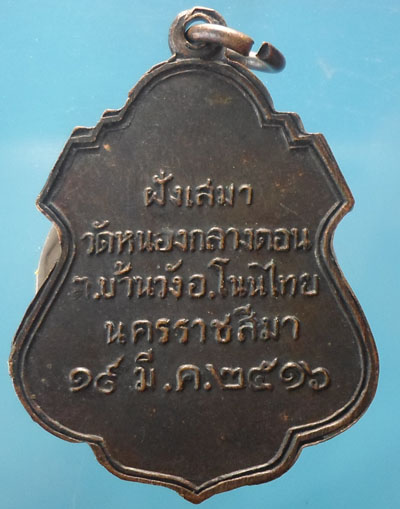 ฝังเสมา
วัดหนองกลางดอน
ต.บ้านวังอ.โนนไทย
นครราชสีมา
๑๙ มี.ค.๒๕๑๖